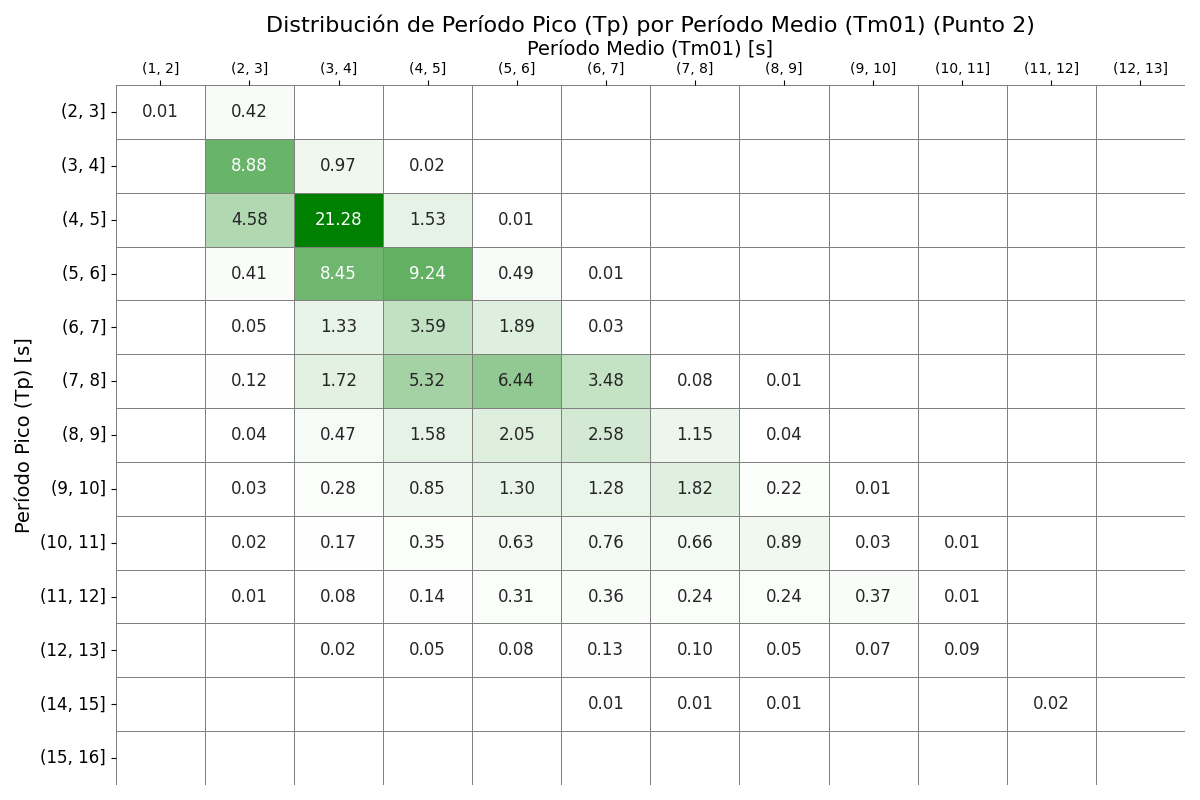 Distribución de Período Pico (Tp) por Período Medio (Tm01) (Punto 2)
Período Medio (Tm01) [s]
(1, 2] (2, 3] (3, 4] (4, 5] (5, 6] (6, 7] (7, 8] (8, 9] (9, 10] (10, 11] (11, 12] (12, 13]
Período Pico (Tp) [s]
(2, 3] 0.01 0.42
(3, 4] 8.88 0.97 0.02
(4, 5] 4.58 21.28 1.53 0.01
(5, 6] 0.41 8.45 9.24 0.49 0.01
(6, 7] 0.05 1.33 3.59 1.89 0.03
(7, 8] 0.12 1.72 5.32 6.44 3.48 0.08 0.01
(8, 9] 0.04 0.47 1.58 2.05 2.58 1.15 0.04
(9, 10] 0.03 0.28 0.85 1.30 1.28 1.82 0.22 0.01
(10, 11] 0.02 0.17 0.35 0.63 0.76 0.66 0.89 0.03 0.01
(11, 12] 0.01 0.08 0.14 0.31 0.36 0.24 0.24 0.37 0.01
(12, 13] 0.02 0.05 0.08 0.13 0.10 0.05 0.07 0.09
(14, 15] 0.01 0.01 0.01 0.02
(15, 16]